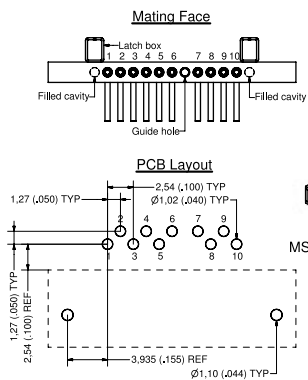 Mating Face
Latch box
1 2 3 4 5 6 7 8 9 10
Filled cavity
Filled cavity
Guide hole
PCB Layout
2,54 (.100) TYP
1,27 (.050) TYP
Ø1,02 (.040) TYP
2 4 6 7 9
1 3 5 8 10
MS
1,27 (.050) TYP
2,54 (.100) REF
3,935 (.155) REF
Ø1,10 (.044) TYP